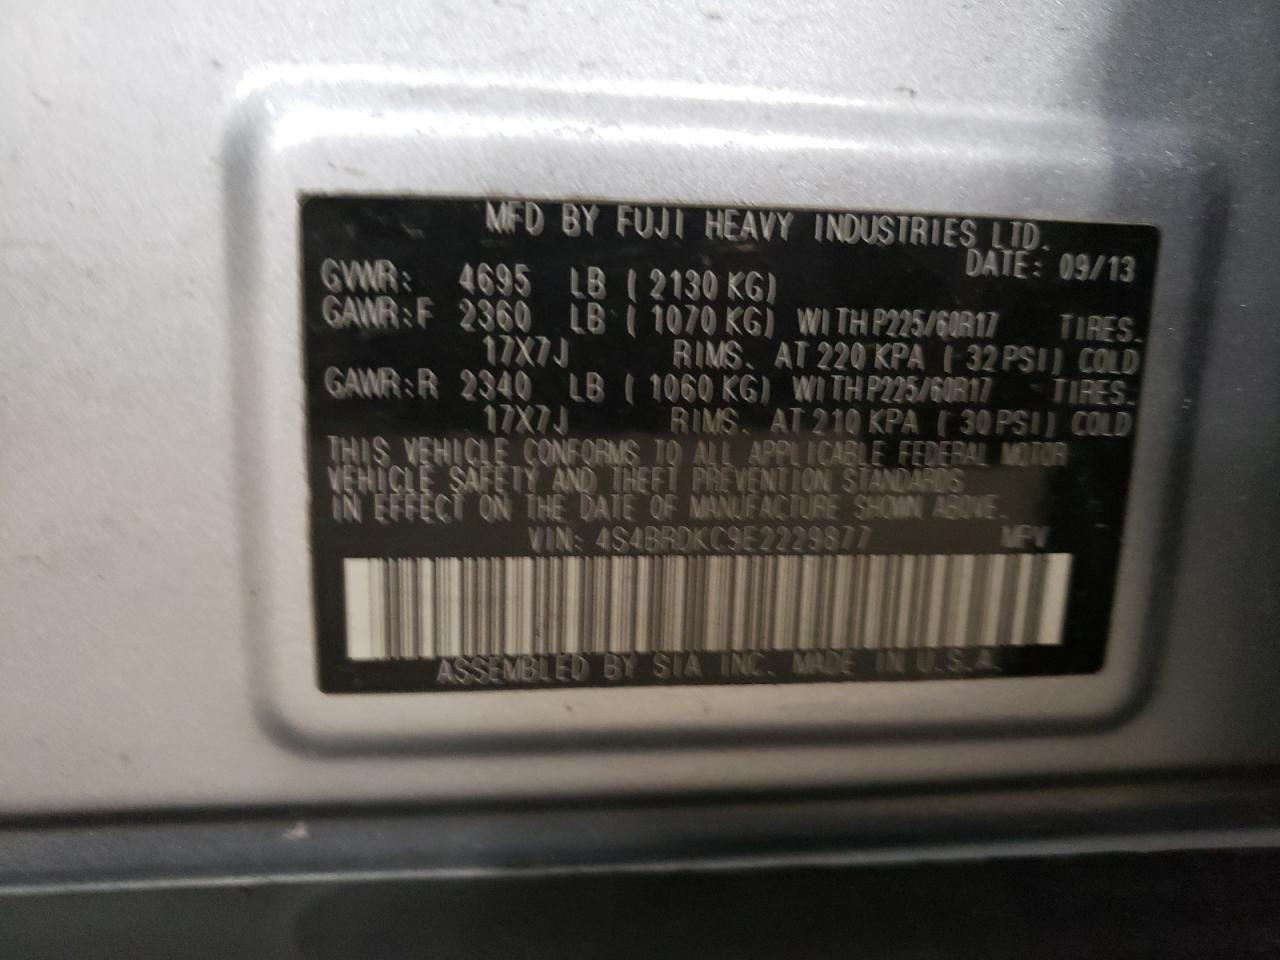 MFD BY FUJI HEAVY INDUSTRIES LTD.
DATE: 09/13
GVWR: 4695 LB (2130 KG)
GAWR:F 2360 LB (1070 KG) WITH P225/60R17 TIRES.
17X7J RIMS. AT 220 KPA (32 PSI) COLD
GAWR:R 2340 LB (1060 KG) WITH P225/60R17 TIRES.
17X7J RIMS. AT 210 KPA (30 PSI) COLD
THIS VEHICLE CONFORMS TO ALL APPLICABLE FEDERAL MOTOR
VEHICLE SAFETY AND THEFT PREVENTION STANDARDS
IN EFFECT ON THE DATE OF MANUFACTURE SHOWN ABOVE.
VIN: 4S4BRDKC9E2229877 MPV
ASSEMBLED BY SIA INC. MADE IN U.S.A.